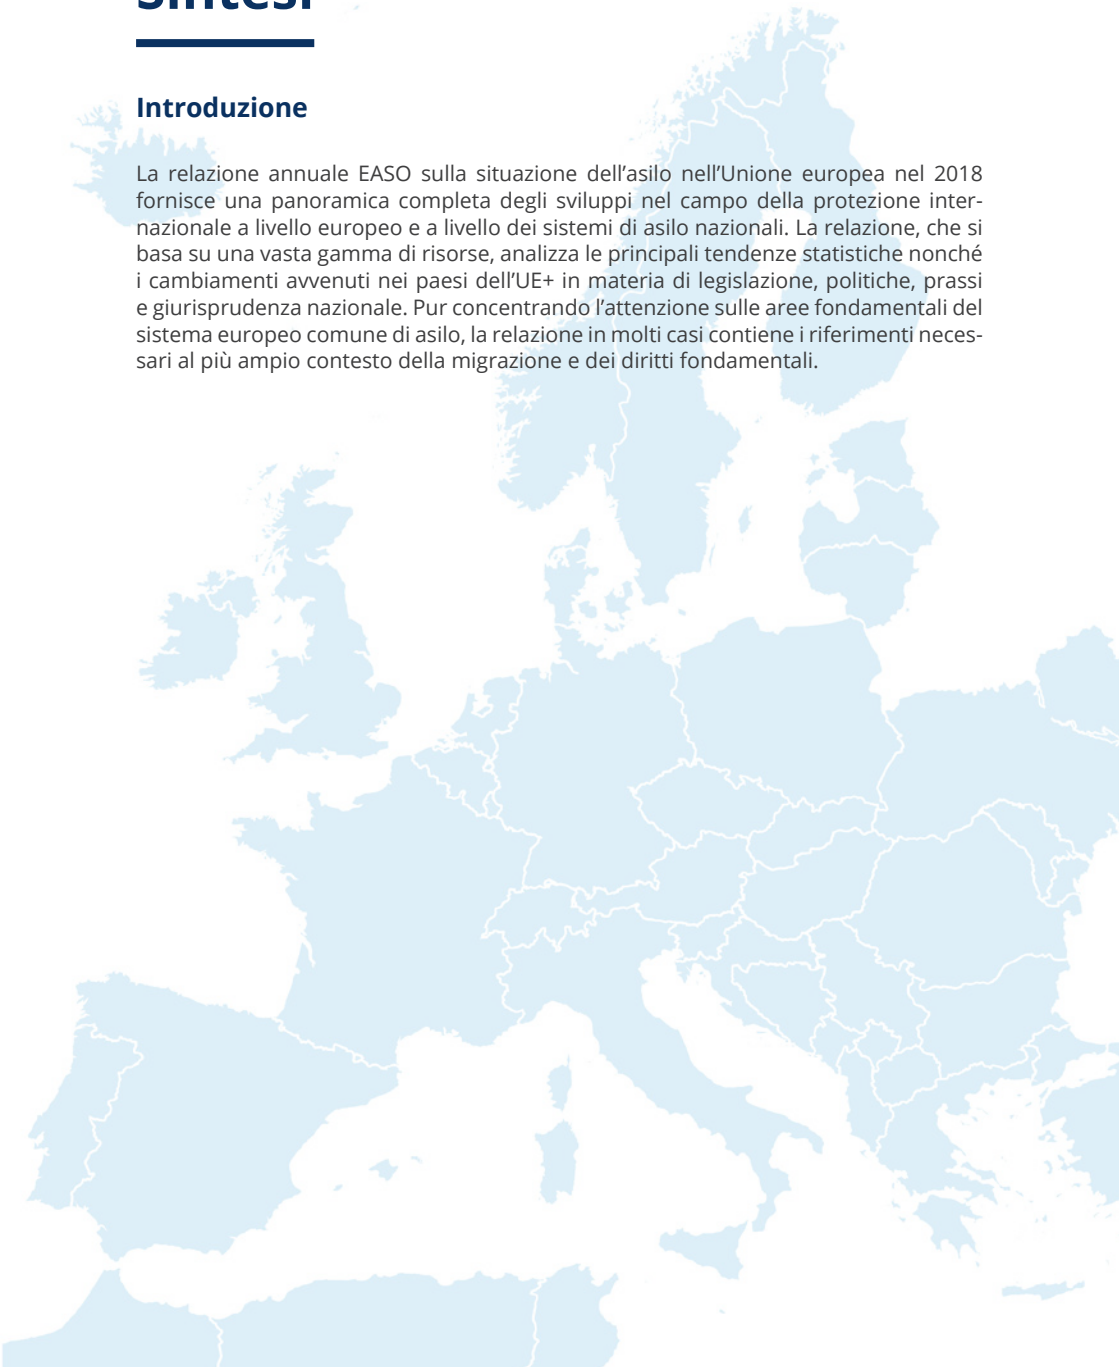 Sintesi
Introduzione
La relazione annuale EASO sulla situazione dell’asilo nell’Unione europea nel 2018
fornisce una panoramica completa degli sviluppi nel campo della protezione inter-
nazionale a livello europeo e a livello dei sistemi di asilo nazionali. La relazione, che si
basa su una vasta gamma di risorse, analizza le principali tendenze statistiche nonché
i cambiamenti avvenuti nei paesi dell’UE+ in materia di legislazione, politiche, prassi
e giurisprudenza nazionale. Pur concentrando l’attenzione sulle aree fondamentali del
sistema europeo comune di asilo, la relazione in molti casi contiene i riferimenti neces-
sari al più ampio contesto della migrazione e dei diritti fondamentali.